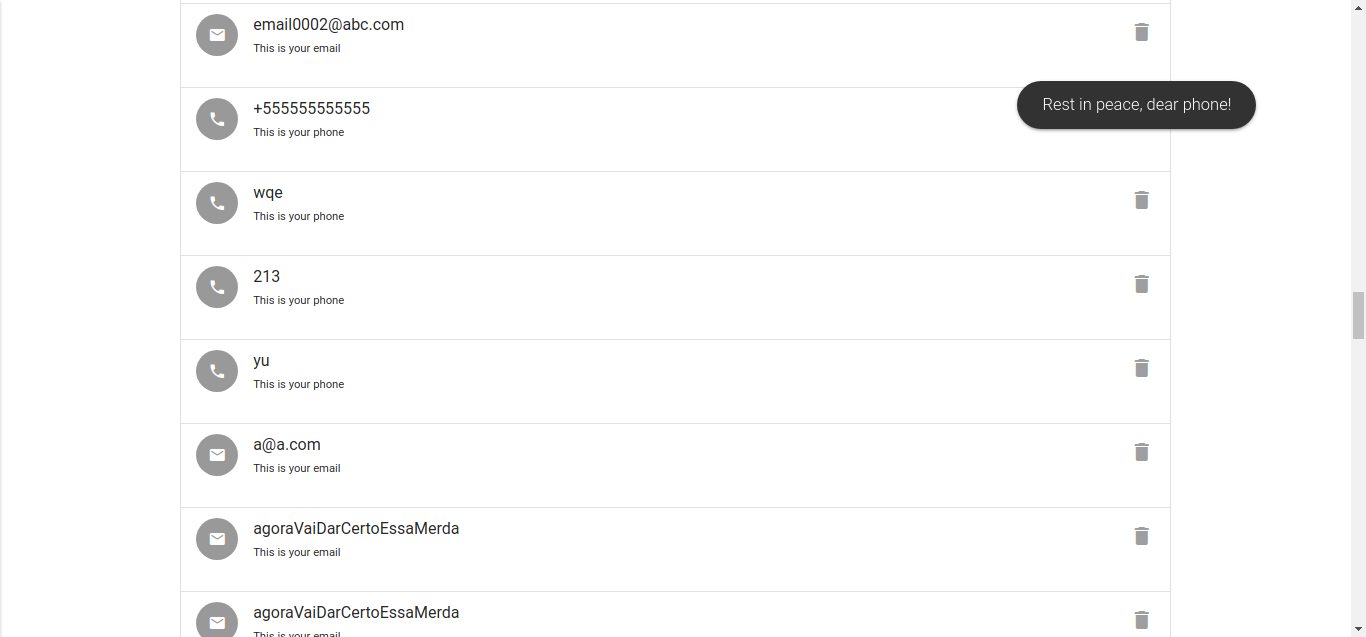 email0002@abc.com
This is your email
+555555555555
This is your phone
Rest in peace, dear phone!
wqe
This is your phone
213
This is your phone
yu
This is your phone
a@a.com
This is your email
agoraVaiDarCertoEssaMerda
This is your email
agoraVaiDarCertoEssaMerda
This is your email